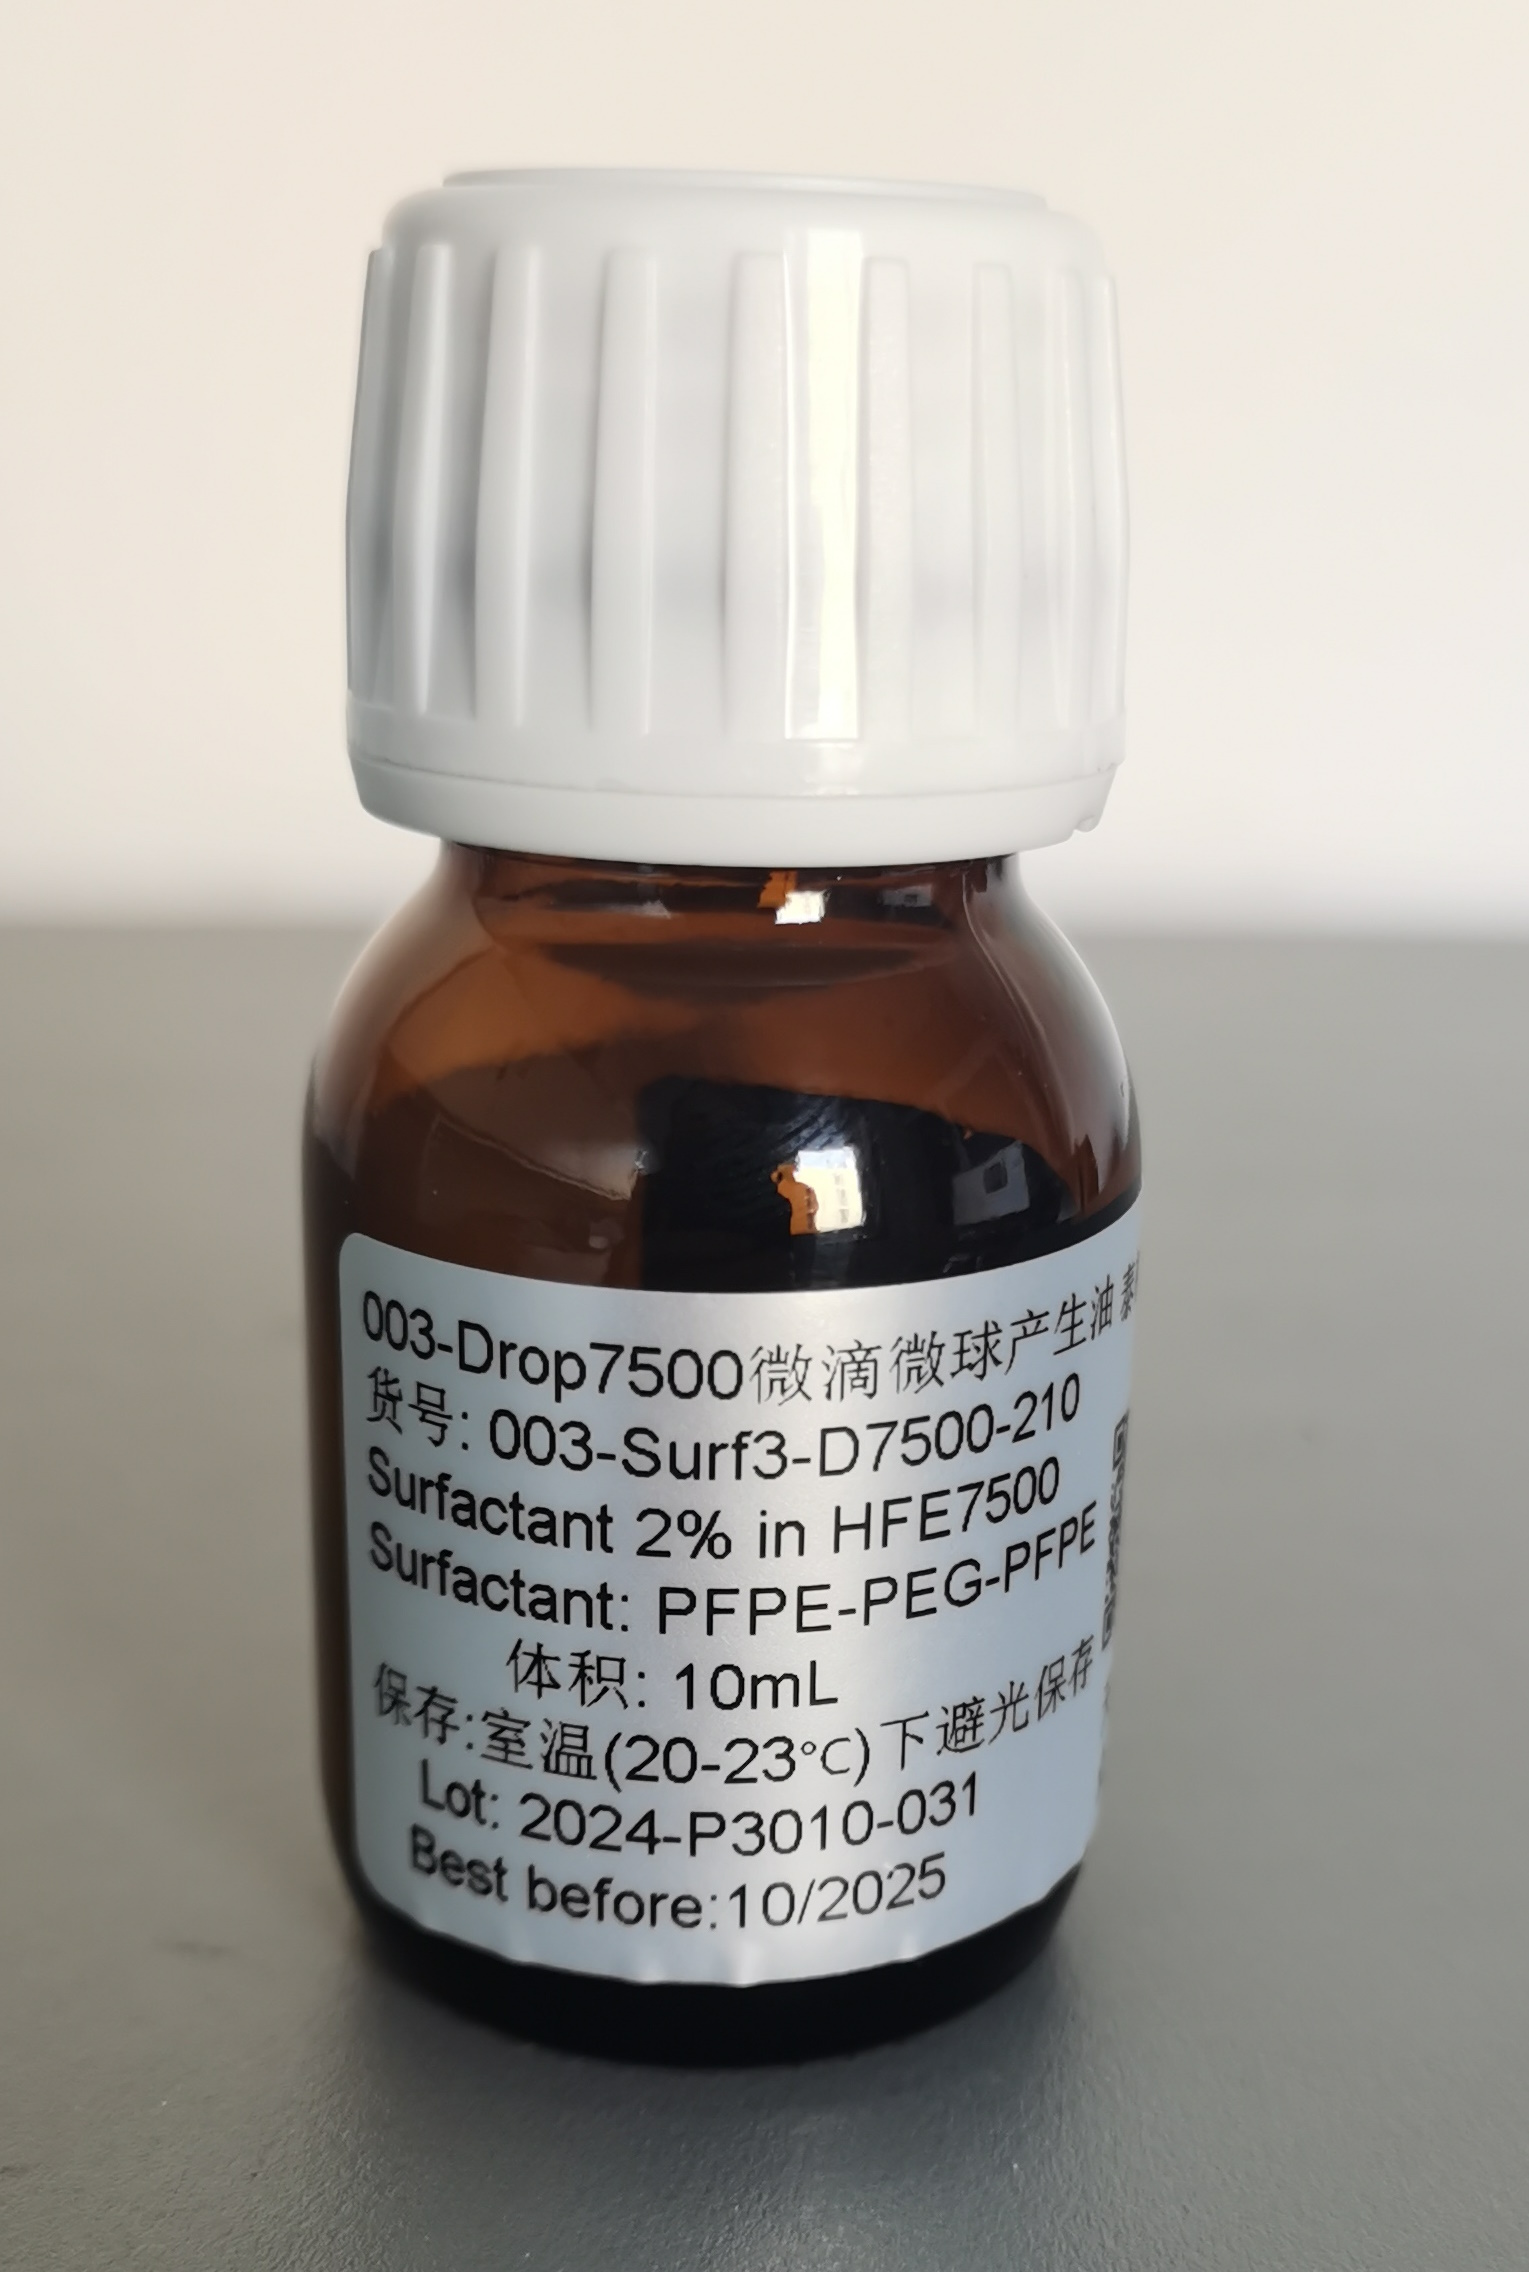 003-Drop7500微滴微球产生油
货号: 003-Surf3-D7500-210
Surfactant 2% in HFE7500
Surfactant: PFPE-PEG-PFPE
体积: 10mL
保存:室温(20-23℃)下避光保存
Lot: 2024-P3010-031
Best before:10/2025